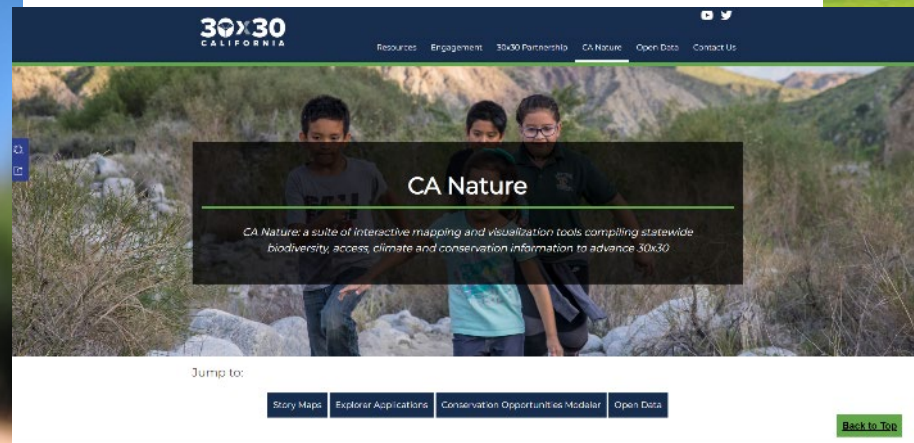 30x30
CALIFORNIA
Resources Engagement 30x30 Partnership CA Nature Open Data Contact Us
CA Nature
CA Nature: a suite of interactive mapping and visualization tools compiling statewide
biodiversity, access, climate and conservation information to advance 30x30
Jump to:
Story Maps Explorer Applications Conservation Opportunities Modeler Open Data
Back to Top